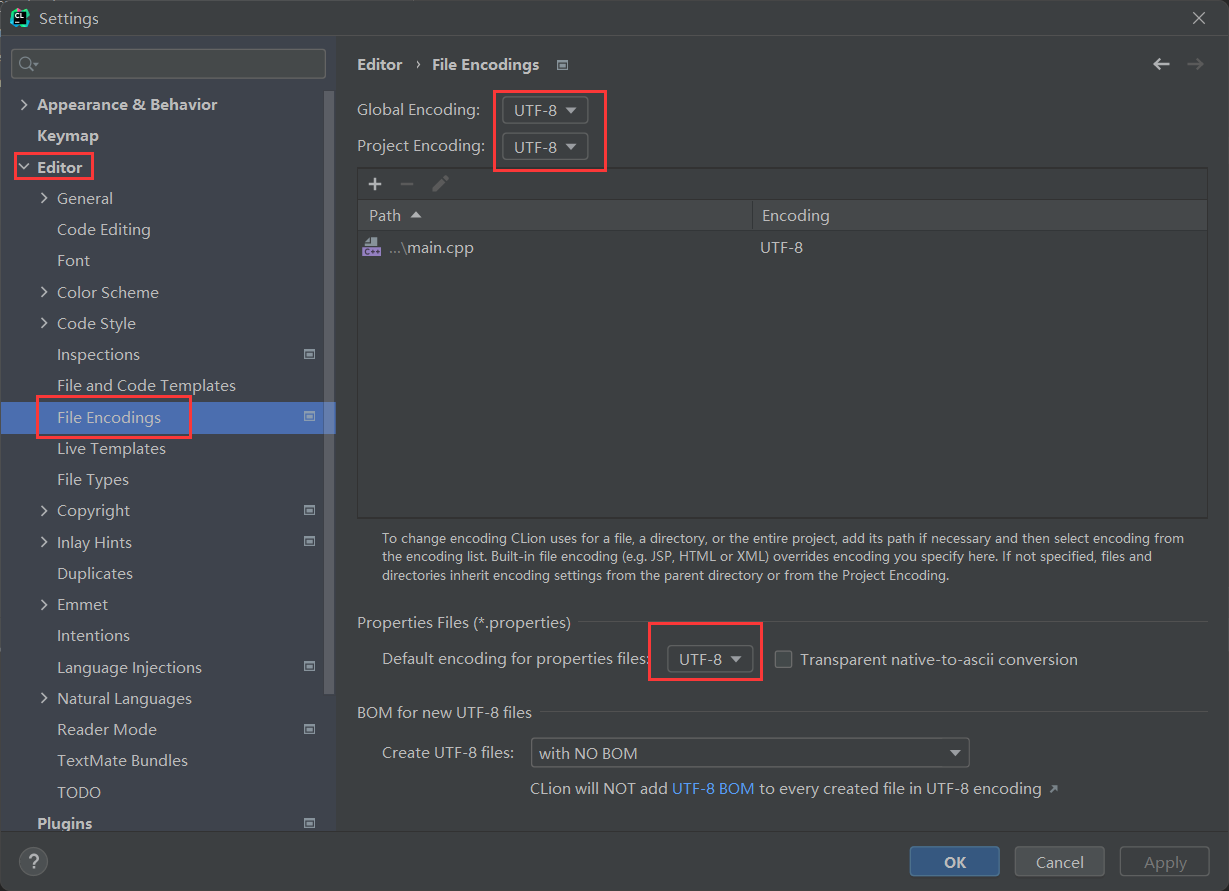 CL
Settings
Appearance & Behavior
Keymap
Editor
General
Code Editing
Font
Color Scheme
Code Style
Inspections
File and Code Templates
File Encodings
Live Templates
File Types
Copyright
Inlay Hints
Duplicates
Emmet
Intentions
Language Injections
Natural Languages
Reader Mode
TextMate Bundles
TODO
Plugins
Editor › File Encodings
Global Encoding: UTF-8
Project Encoding: UTF-8
Path Encoding
C++ ...\main.cpp UTF-8
To change encoding CLion uses for a file, a directory, or the entire project, add its path if necessary and then select encoding from
the encoding list. Built-in file encoding (e.g. JSP, HTML or XML) overrides encoding you specify here. If not specified, files and
directories inherit encoding settings from the parent directory or from the Project Encoding.
Properties Files (*.properties)
Default encoding for properties files: UTF-8 Transparent native-to-ascii conversion
BOM for new UTF-8 files
Create UTF-8 files: with NO BOM
CLion will NOT add UTF-8 BOM to every created file in UTF-8 encoding ↗
? OK Cancel Apply